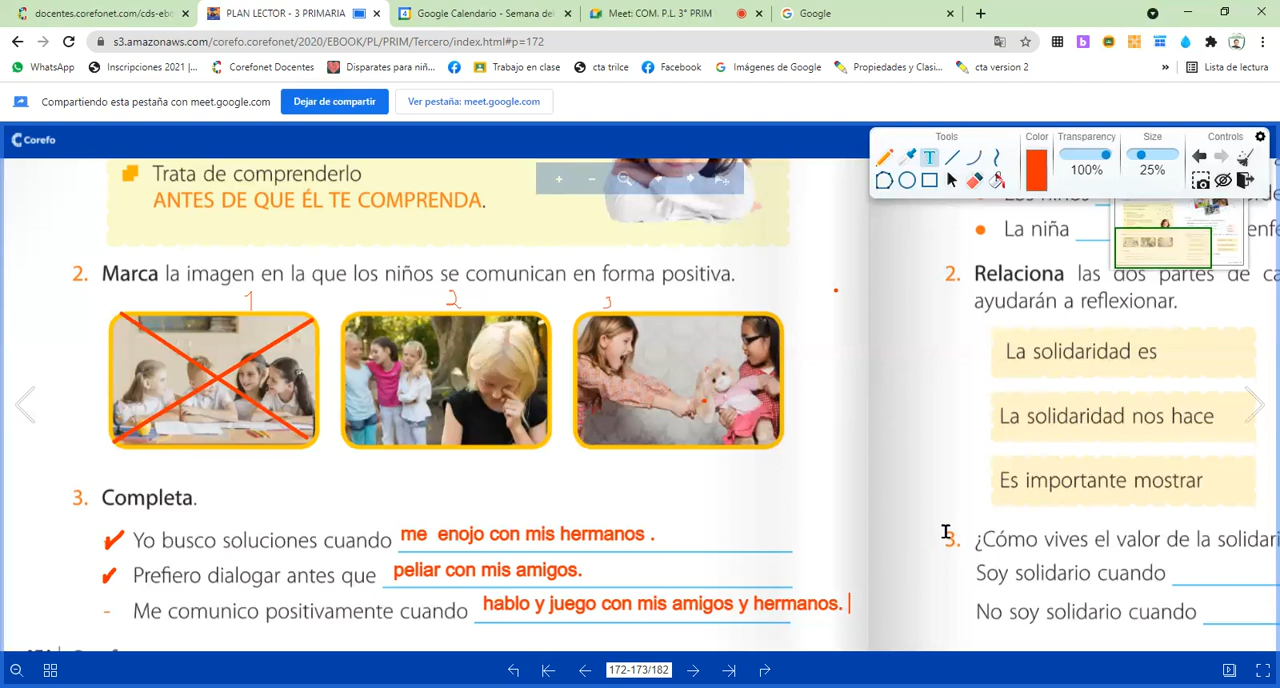 docentes.corefonet.com/cds-ebo
PLAN LECTOR - 3 PRIMARIA
Google Calendario - Semana del
Meet: COM. P.L. 3° PRIM
Google
s3.amazonaws.com/corefo.corefonet/2020/EBOOK/PL/PRIM/Tercero/index.html#p=172
WhatsApp
Inscripciones 2021 |...
Corefonet Docentes
Disparates para niñ...
Trabajo en clase
cta trilce
Facebook
Imágenes de Google
Propiedades y Clasi...
cta version 2
»
Lista de lectura
Compartiendo esta pestaña con meet.google.com
Dejar de compartir
Ver pestaña: meet.google.com
Corefo
Tools
Color
Transparency
Size
Controls
100%
25%
Trata de comprenderlo
ANTES DE QUE ÉL TE COMPRENDA.
2. Marca la imagen en la que los niños se comunican en forma positiva.
1
2
3. Completa.
Yo busco soluciones cuando me enojo con mis hermanos .
Prefiero dialogar antes que peliar con mis amigos.
- Me comunico positivamente cuando hablo y juego con mis amigos y hermanos.
La niña
2. Relaciona las dos partes de
ayudarán a reflexionar.
La solidaridad es
La solidaridad nos hace
Es importante mostrar
3. ¿Cómo vives el valor de la solidari
Soy solidario cuando
No soy solidario cuando
172-173/182